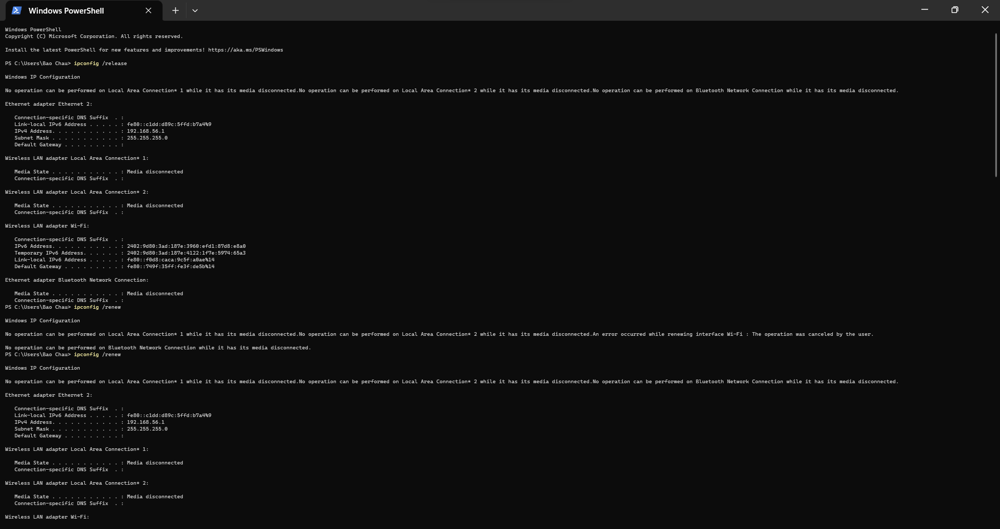 Windows PowerShell
Windows PowerShell
Copyright (C) Microsoft Corporation. All rights reserved.
Install the latest PowerShell for new features and improvements! https://aka.ms/PSWindows
PS C:\Users\Bao Chau> ipconfig /release
Windows IP Configuration
No operation can be performed on Local Area Connection* 1 while it has its media disconnected.No operation can be performed on Local Area Connection* 2 while it has its media disconnected.No operation can be performed on Bluetooth Network Connection while it has its media disconnected.
Ethernet adapter Ethernet 2:
Connection-specific DNS Suffix  . :
Link-local IPv6 Address . . . . . : fe80::c1dd:d89c:5ffd:b7a4%9
IPv4 Address. . . . . . . . . . . : 192.168.56.1
Subnet Mask . . . . . . . . . . . : 255.255.255.0
Default Gateway . . . . . . . . . :
Wireless LAN adapter Local Area Connection* 1:
Media State . . . . . . . . . . . : Media disconnected
Connection-specific DNS Suffix  . :
Wireless LAN adapter Local Area Connection* 2:
Media State . . . . . . . . . . . : Media disconnected
Connection-specific DNS Suffix  . :
Wireless LAN adapter Wi-Fi:
Connection-specific DNS Suffix  . :
IPv6 Address. . . . . . . . . . . : 2402:9d80:3ad:187e:3960:efd1:87d8:e8a0
Temporary IPv6 Address. . . . . . : 2402:9d80:3ad:187e:4122:1f7e:5974:65a3
Link-local IPv6 Address . . . . . : fe80::f0d8:caca:9c5f:a0ae%14
Default Gateway . . . . . . . . . : fe80::749f:35ff:fe3f:de5b%14
Ethernet adapter Bluetooth Network Connection:
Media State . . . . . . . . . . . : Media disconnected
Connection-specific DNS Suffix  . :
PS C:\Users\Bao Chau> ipconfig /renew
Windows IP Configuration
No operation can be performed on Local Area Connection* 1 while it has its media disconnected.No operation can be performed on Local Area Connection* 2 while it has its media disconnected.An error occurred while renewing interface Wi-Fi : The operation was canceled by the user.
No operation can be performed on Bluetooth Network Connection while it has its media disconnected.
PS C:\Users\Bao Chau> ipconfig /renew
Windows IP Configuration
No operation can be performed on Local Area Connection* 1 while it has its media disconnected.No operation can be performed on Local Area Connection* 2 while it has its media disconnected.No operation can be performed on Bluetooth Network Connection while it has its media disconnected.
Ethernet adapter Ethernet 2:
Connection-specific DNS Suffix  . :
Link-local IPv6 Address . . . . . : fe80::c1dd:d89c:5ffd:b7a4%9
IPv4 Address. . . . . . . . . . . : 192.168.56.1
Subnet Mask . . . . . . . . . . . : 255.255.255.0
Default Gateway . . . . . . . . . :
Wireless LAN adapter Local Area Connection* 1:
Media State . . . . . . . . . . . : Media disconnected
Connection-specific DNS Suffix  . :
Wireless LAN adapter Local Area Connection* 2:
Media State . . . . . . . . . . . : Media disconnected
Connection-specific DNS Suffix  . :
Wireless LAN adapter Wi-Fi: